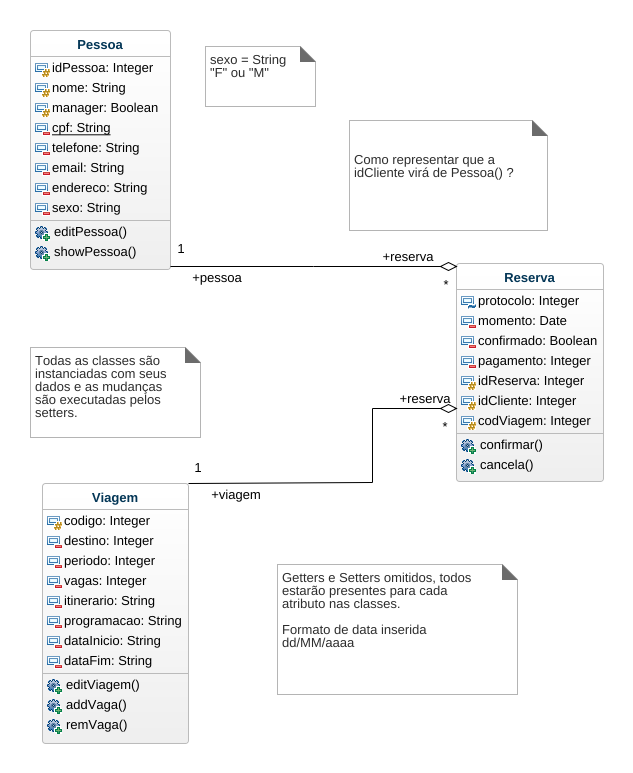 Pessoa
idPessoa: Integer
nome: String
manager: Boolean
cpf: String
telefone: String
email: String
endereco: String
sexo: String
editPessoa()
showPessoa()
sexo = String
"F" ou "M"
Como representar que a
idCliente virá de Pessoa() ?
1
+pessoa
+reserva
*
Reserva
protocolo: Integer
momento: Date
confirmado: Boolean
pagamento: Integer
idReserva: Integer
idCliente: Integer
codViagem: Integer
confirmar()
cancela()
Todas as classes são
instanciadas com seus
dados e as mudanças
são executadas pelos
setters.
+reserva
*
1
+viagem
Viagem
codigo: Integer
destino: Integer
periodo: Integer
vagas: Integer
itinerario: String
programacao: String
dataInicio: String
dataFim: String
editViagem()
addVaga()
remVaga()
Getters e Setters omitidos, todos
estarão presentes para cada
atributo nas classes.
Formato de data inserida
dd/MM/aaaa